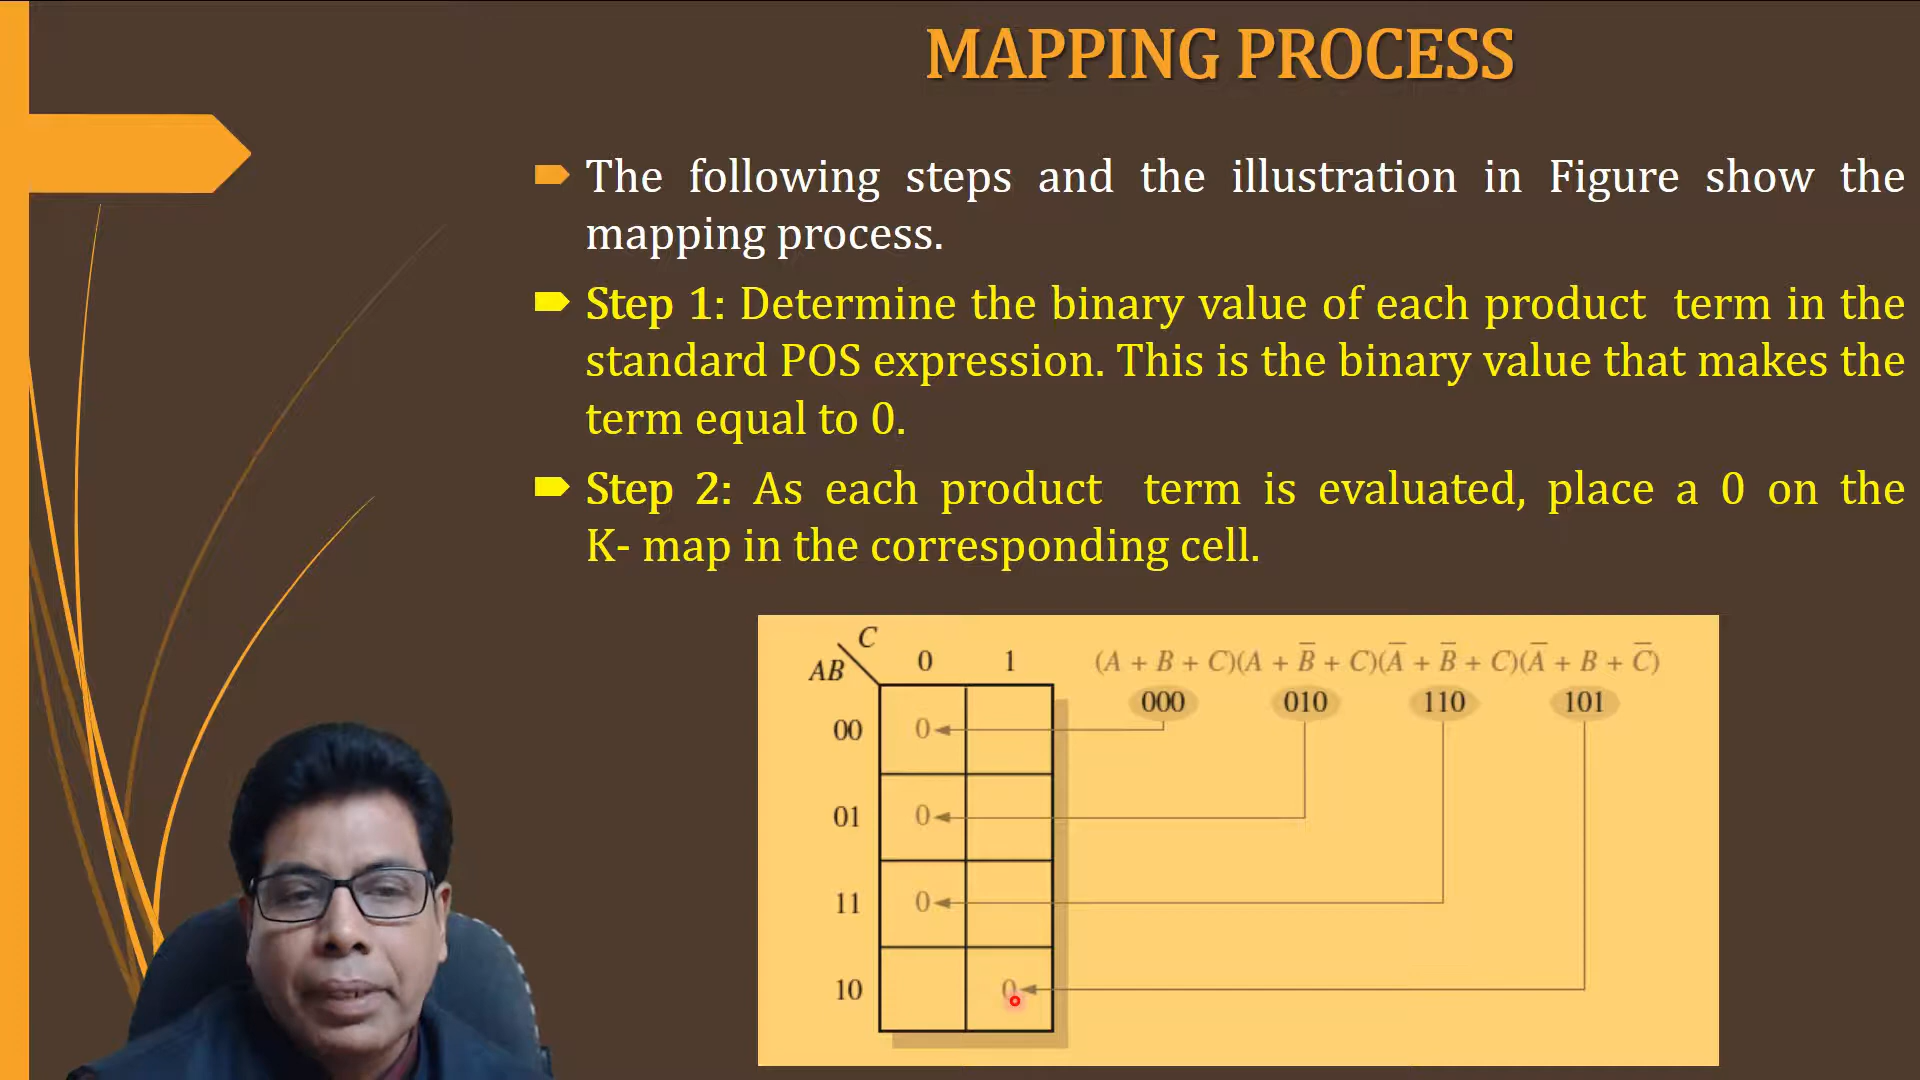 MAPPING PROCESS
The following steps and the illustration in Figure show the
mapping process.
Step 1: Determine the binary value of each product term in the
standard POS expression. This is the binary value that makes the
term equal to 0.
Step 2: As each product term is evaluated, place a 0 on the
K- map in the corresponding cell.
C
AB
0 1
(A + B + C)(A + B̅ + C)(A̅ + B̅ + C)(A̅ + B + C̅)
000 010 110 101
00 0
01 0
11 0
10 0